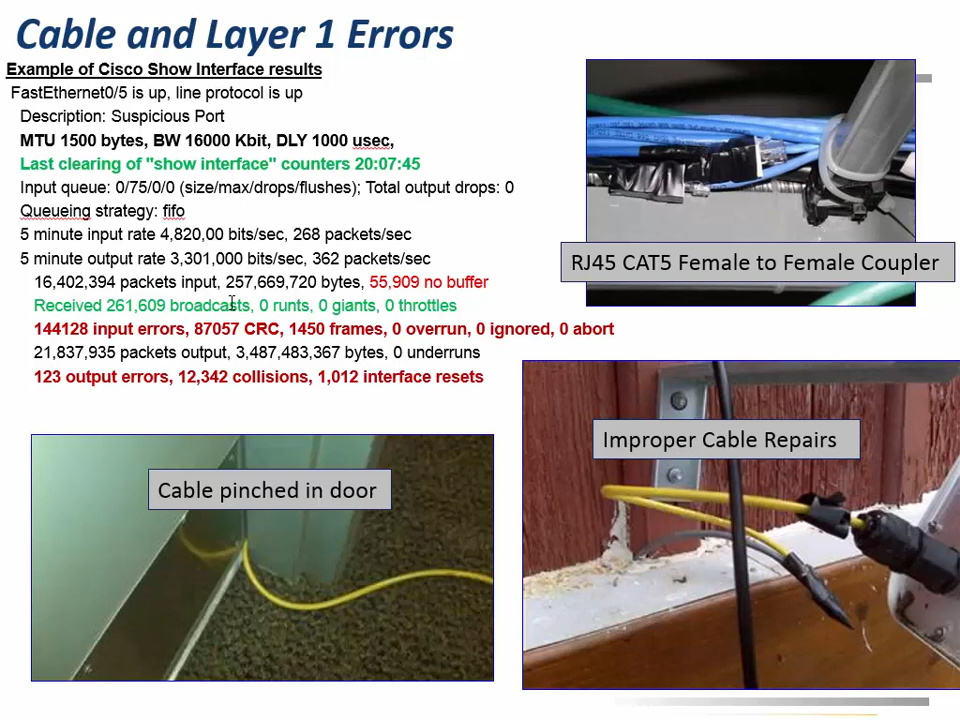 Cable and Layer 1 Errors
Example of Cisco Show Interface results
FastEthernet0/5 is up, line protocol is up
Description: Suspicious Port
MTU 1500 bytes, BW 16000 Kbit, DLY 1000 usec,
Last clearing of "show interface" counters 20:07:45
Input queue: 0/75/0/0 (size/max/drops/flushes); Total output drops: 0
Queueing strategy: fifo
5 minute input rate 4,820,00 bits/sec, 268 packets/sec
5 minute output rate 3,301,000 bits/sec, 362 packets/sec
16,402,394 packets input, 257,669,720 bytes, 55,909 no buffer
Received 261,609 broadcasts, 0 runts, 0 giants, 0 throttles
144128 input errors, 87057 CRC, 1450 frames, 0 overrun, 0 ignored, 0 abort
21,837,935 packets output, 3,487,483,367 bytes, 0 underruns
123 output errors, 12,342 collisions, 1,012 interface resets
RJ45 CAT5 Female to Female Coupler
Improper Cable Repairs
Cable pinched in door